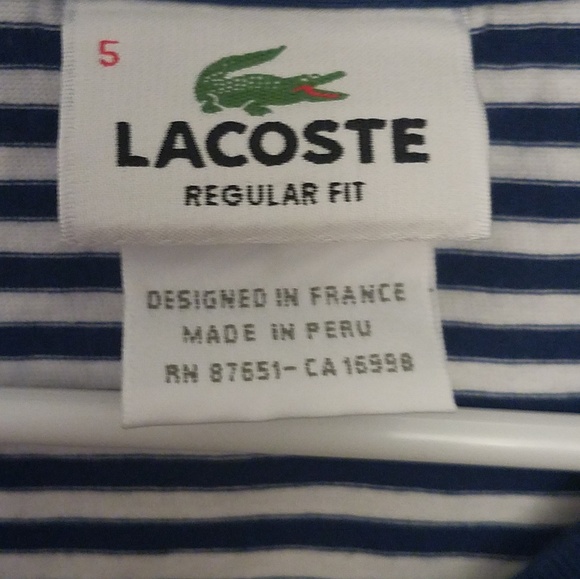 5
LACOSTE
REGULAR FIT
DESIGNED IN FRANCE
MADE IN PERU
RN 87651-CA 16998